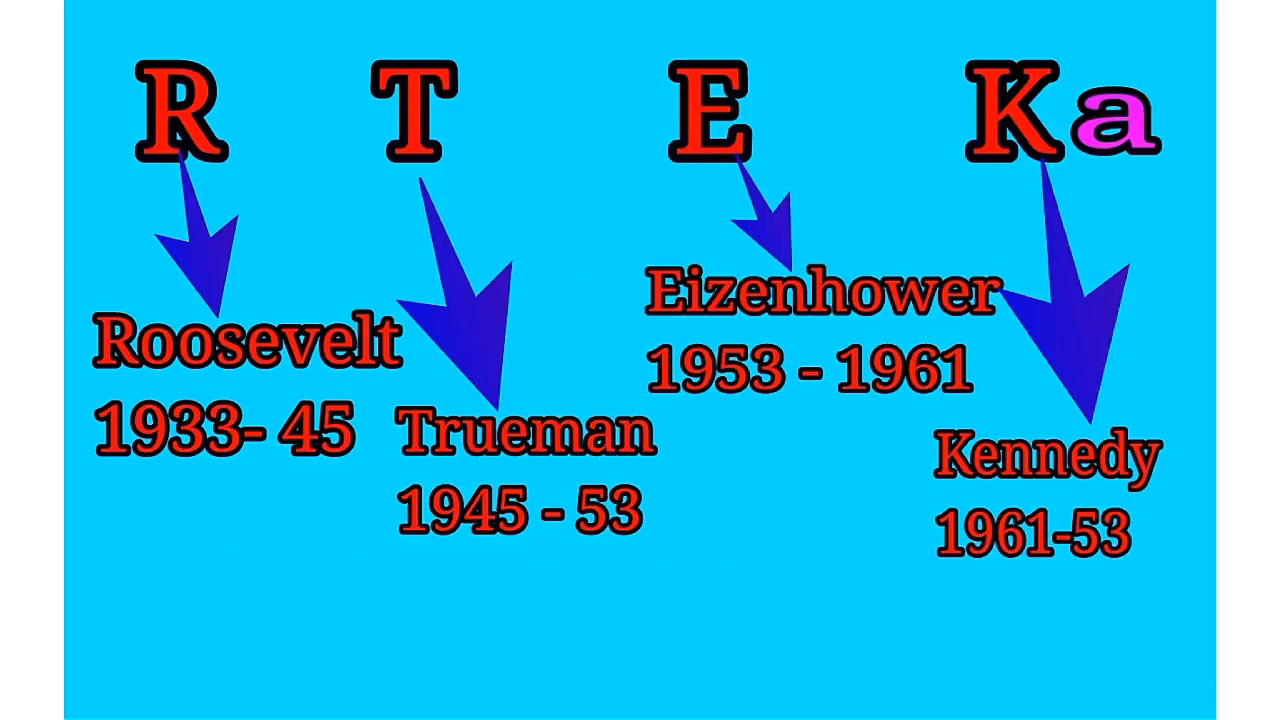 R T E Ka
Roosevelt
1933- 45
Trueman
1945 - 53
Eizenhower
1953 - 1961
Kennedy
1961-53